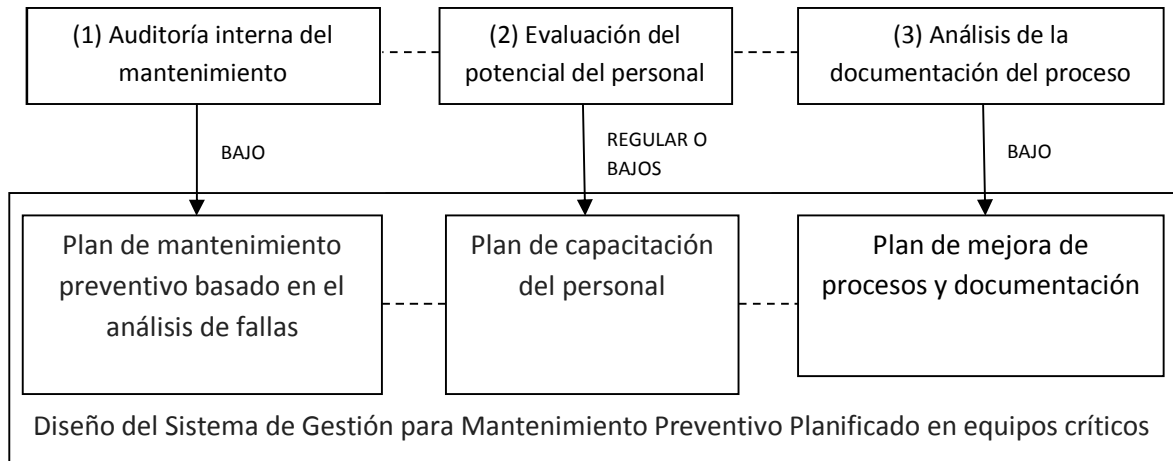 (1) Auditoría interna del
mantenimiento
(2) Evaluación del
potencial del personal
(3) Análisis de la
documentación del proceso
BAJO
REGULAR O
BAJOS
BAJO
Plan de mantenimiento
preventivo basado en el
análisis de fallas
Plan de capacitación
del personal
Plan de mejora de
procesos y documentación
Diseño del Sistema de Gestión para Mantenimiento Preventivo Planificado en equipos críticos